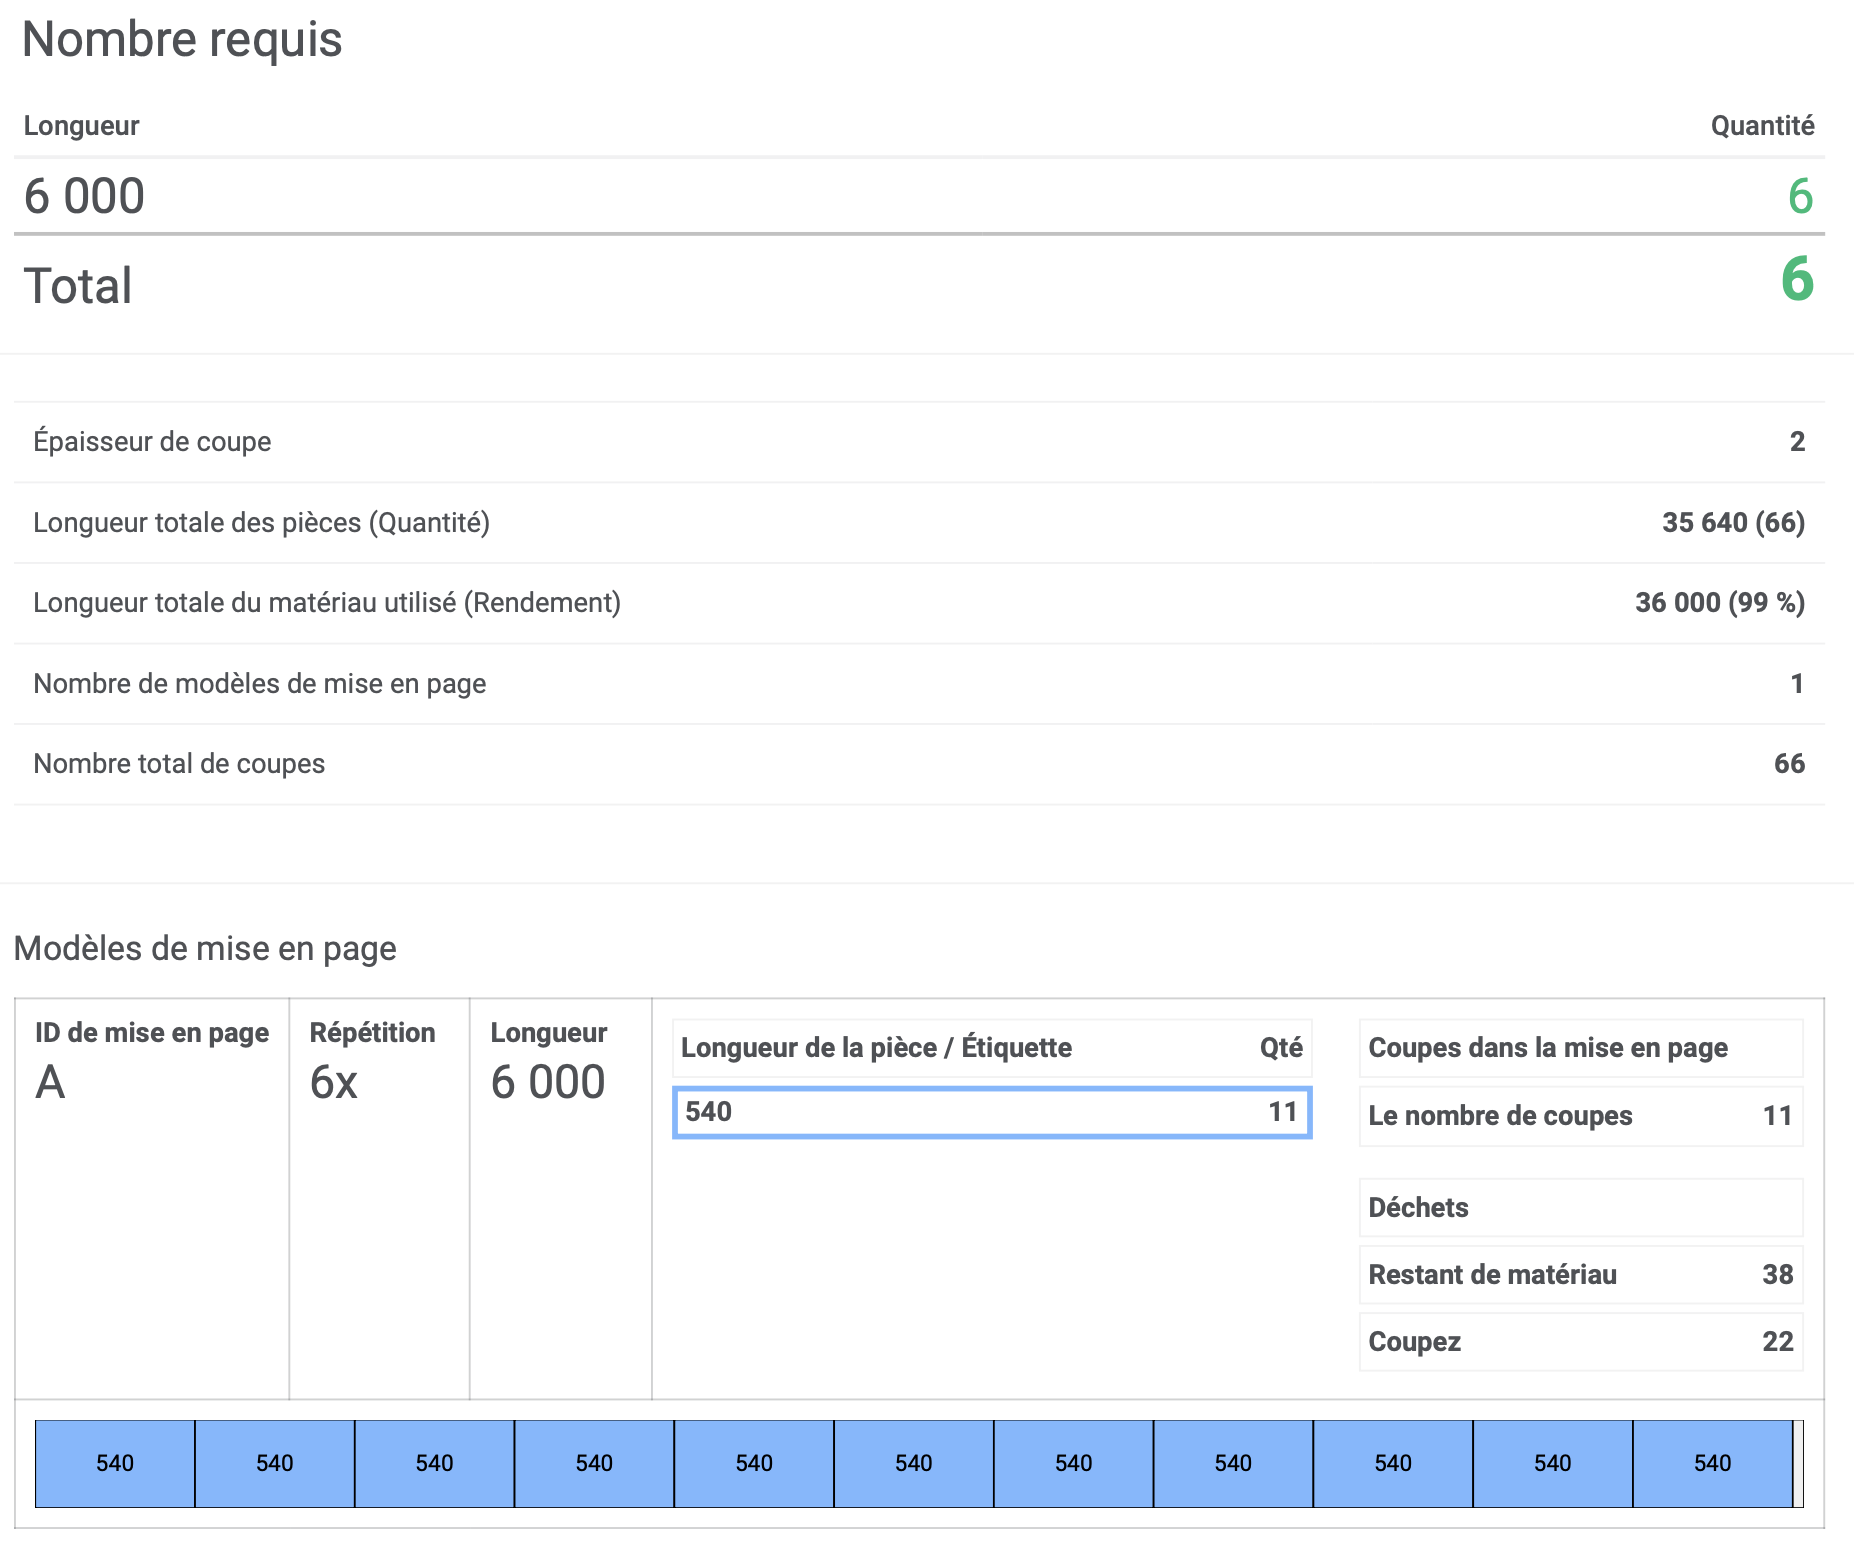 Nombre requis
Longueur Quantité
6 000 6
Total 6
Épaisseur de coupe 2
Longueur totale des pièces (Quantité) 35 640 (66)
Longueur totale du matériau utilisé (Rendement) 36 000 (99 %)
Nombre de modèles de mise en page 1
Nombre total de coupes 66
Modèles de mise en page
ID de mise en page
A
Répétition
6x
Longueur
6 000
Longueur de la pièce / Étiquette Qté
540 11
Coupes dans la mise en page
Le nombre de coupes 11
Déchets
Restant de matériau 38
Coupez 22
540 540 540 540 540 540 540 540 540 540 540